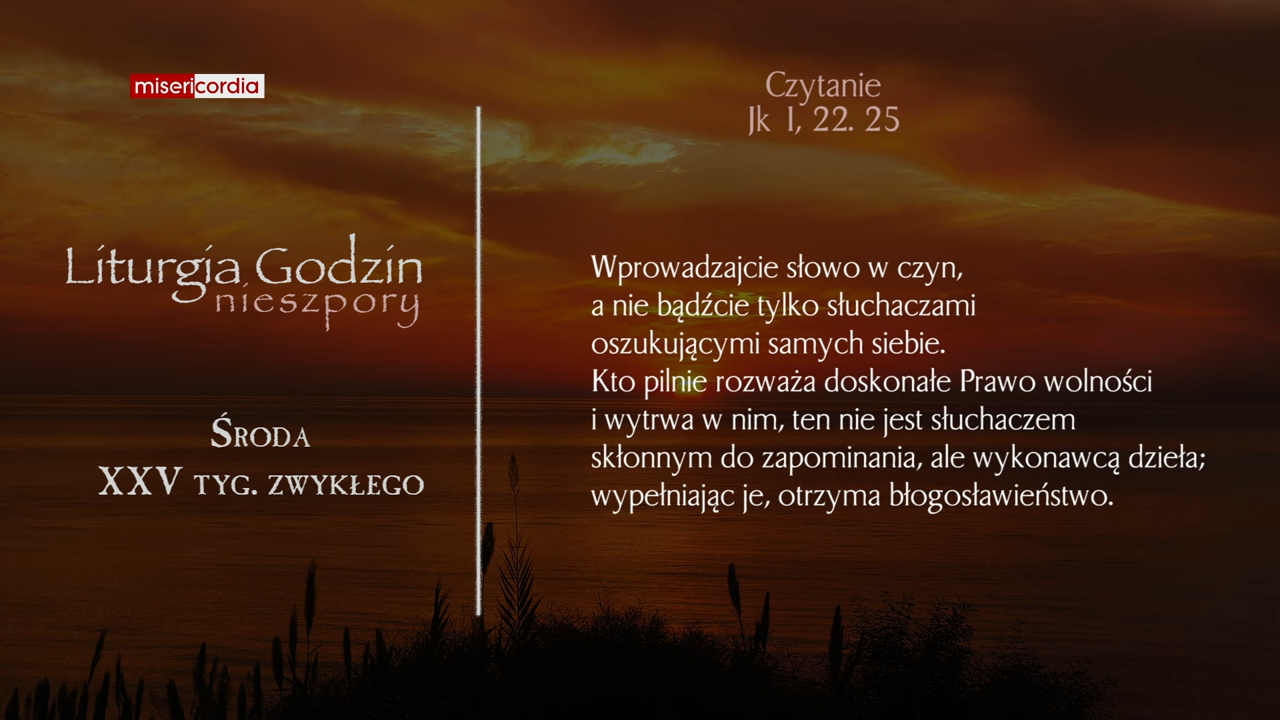 misericordia
Liturgia Godzin
nieszpory
Środa
XXV tyg. zwykłego
Czytanie
Jk 1, 22. 25
Wprowadzajcie słowo w czyn,
a nie bądźcie tylko słuchaczami
oszukującymi samych siebie.
Kto pilnie rozważa doskonałe Prawo wolności
i wytrwa w nim, ten nie jest słuchaczem
skłonnym do zapominania, ale wykonawcą dzieła;
wypełniając je, otrzyma błogosławieństwo.